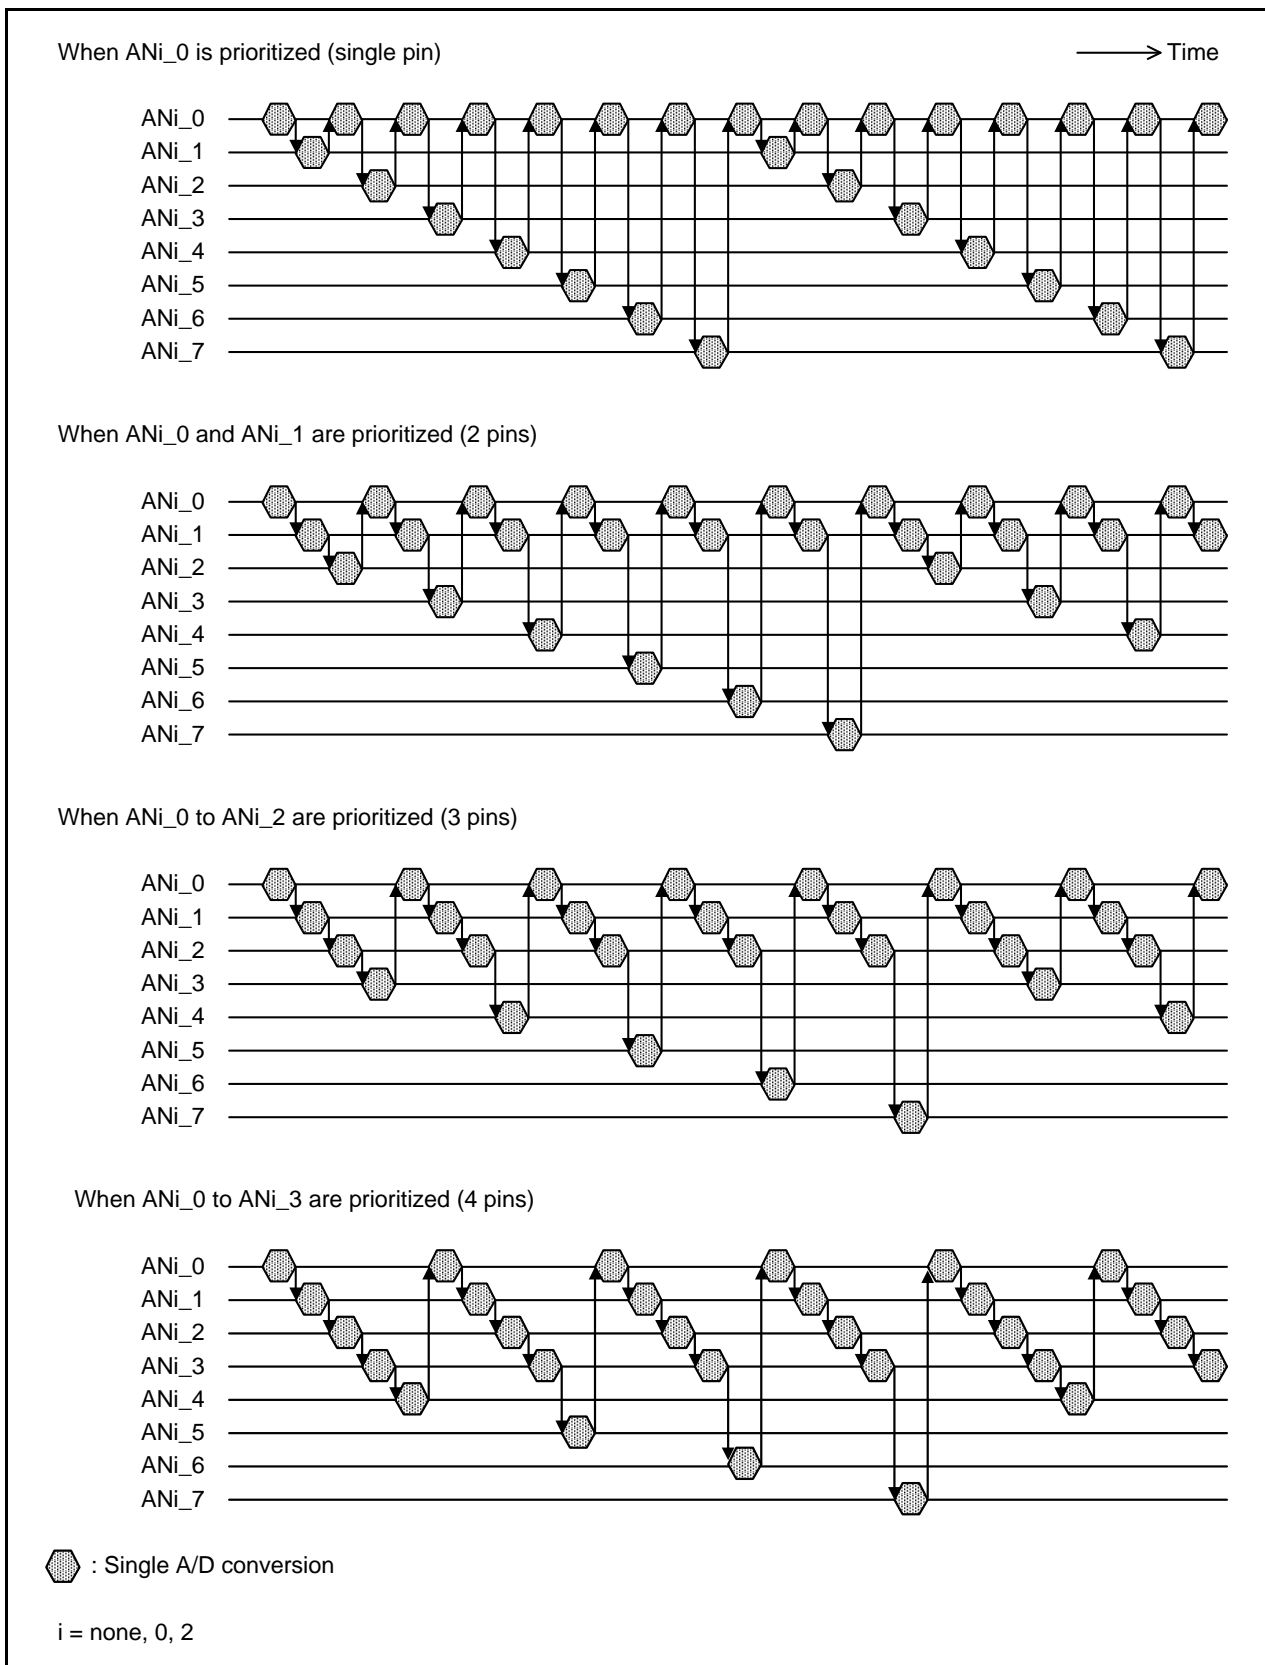 When ANi_0 is prioritized (single pin)
Time
ANi_0
ANi_1
ANi_2
ANi_3
ANi_4
ANi_5
ANi_6
ANi_7
When ANi_0 and ANi_1 are prioritized (2 pins)
ANi_0
ANi_1
ANi_2
ANi_3
ANi_4
ANi_5
ANi_6
ANi_7
When ANi_0 to ANi_2 are prioritized (3 pins)
ANi_0
ANi_1
ANi_2
ANi_3
ANi_4
ANi_5
ANi_6
ANi_7
When ANi_0 to ANi_3 are prioritized (4 pins)
ANi_0
ANi_1
ANi_2
ANi_3
ANi_4
ANi_5
ANi_6
ANi_7
: Single A/D conversion
i = none, 0, 2